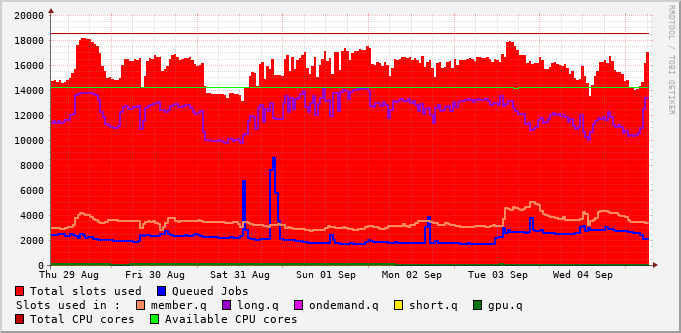 20000
18000
16000
14000
12000
10000
8000
6000
4000
2000
0
Thu 29 Aug Fri 30 Aug Sat 31 Aug Sun 01 Sep Mon 02 Sep Tue 03 Sep Wed 04 Sep
RRDTOOL / TOBI OETIKER
Total slots used Queued Jobs
Slots used in : member.q long.q ondemand.q short.q gpu.q
Total CPU cores Available CPU cores